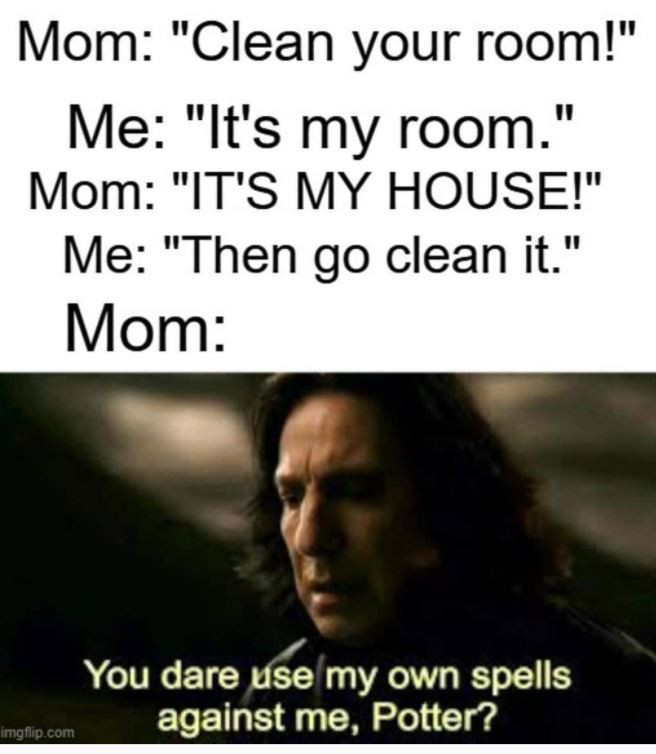 Mom: "Clean your room!"
Me: "It's my room."
Mom: "IT'S MY HOUSE!"
Me: "Then go clean it."
Mom:
You dare use my own spells
against me, Potter?
imgflip.com